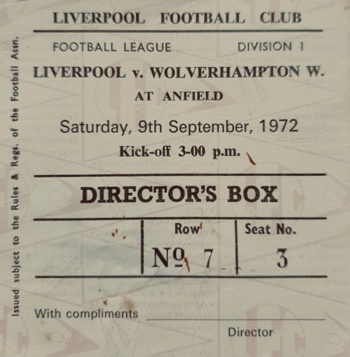 LIVERPOOL FOOTBALL CLUB
FOOTBALL LEAGUE DIVISION 1
LIVERPOOL v. WOLVERHAMPTON W.
AT ANFIELD
Saturday, 9th September, 1972
Kick-off 3-00 p.m.
DIRECTOR'S BOX
Row Seat No.
No 7 3
With compliments
Director
Issued subject to the Rules & Regs. of the Football Assn.